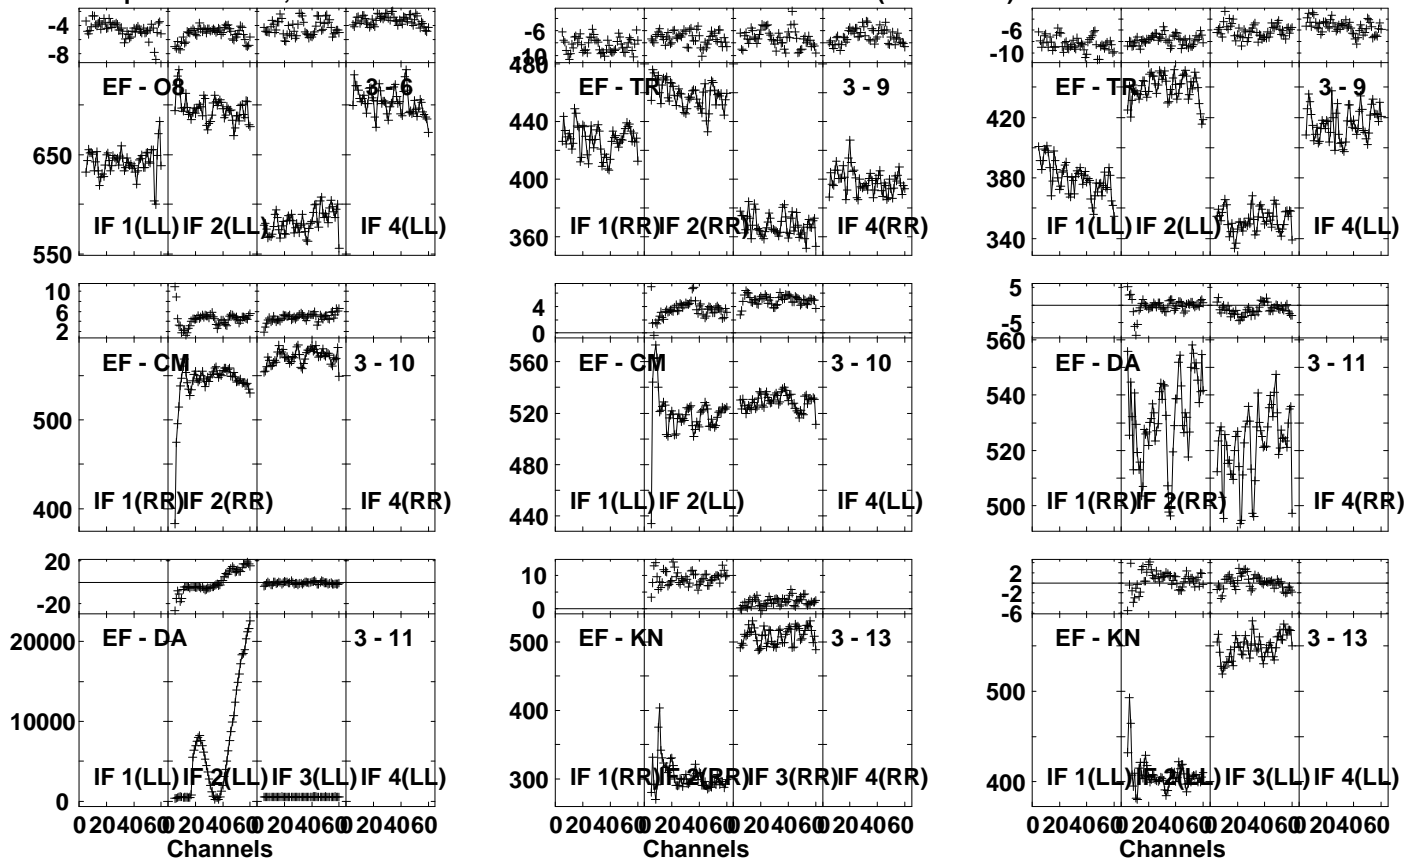 -4
-8
EF - O8
3 - 6
650
550
IF 1(LL)
IF 2(LL)
IF 4(LL)
-6
-10
480
440
400
360
EF - TR
3 - 9
IF 1(RR)
IF 2(RR)
IF 4(RR)
-6
-10
420
380
340
EF - TR
3 - 9
IF 1(LL)
IF 2(LL)
IF 4(LL)
10
6
2
500
400
EF - CM
3 - 10
IF 1(RR)
IF 2(RR)
IF 4(RR)
4
0
560
520
480
440
EF - CM
3 - 10
IF 1(LL)
IF 2(LL)
IF 4(LL)
5
-5
560
540
520
500
EF - DA
3 - 11
IF 1(RR)
IF 2(RR)
IF 4(RR)
20
-20
20000
10000
0
EF - DA
3 - 11
IF 1(LL)
IF 2(LL)
IF 3(LL)
IF 4(LL)
0 204060 0 204060 0 204060 0 204060
Channels
10
0
500
400
300
EF - KN
3 - 13
IF 1(RR)
IF 2(RR)
IF 3(RR)
IF 4(RR)
0 204060 0 204060 0 204060 0 204060
Channels
2
-2
-6
500
400
EF - KN
3 - 13
IF 1(LL)
IF 2(LL)
IF 3(LL)
IF 4(LL)
0 204060 0 204060 0 204060 0 204060
Channels